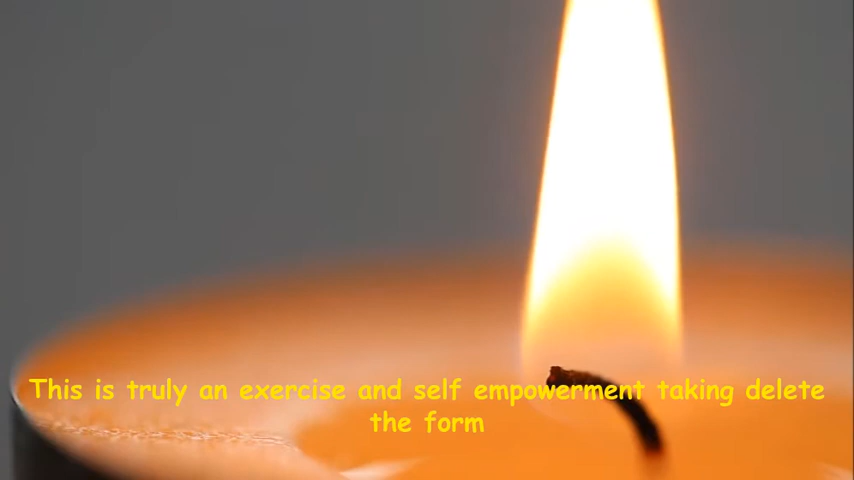 This is truly an exercise and self empowerment taking delete
the form